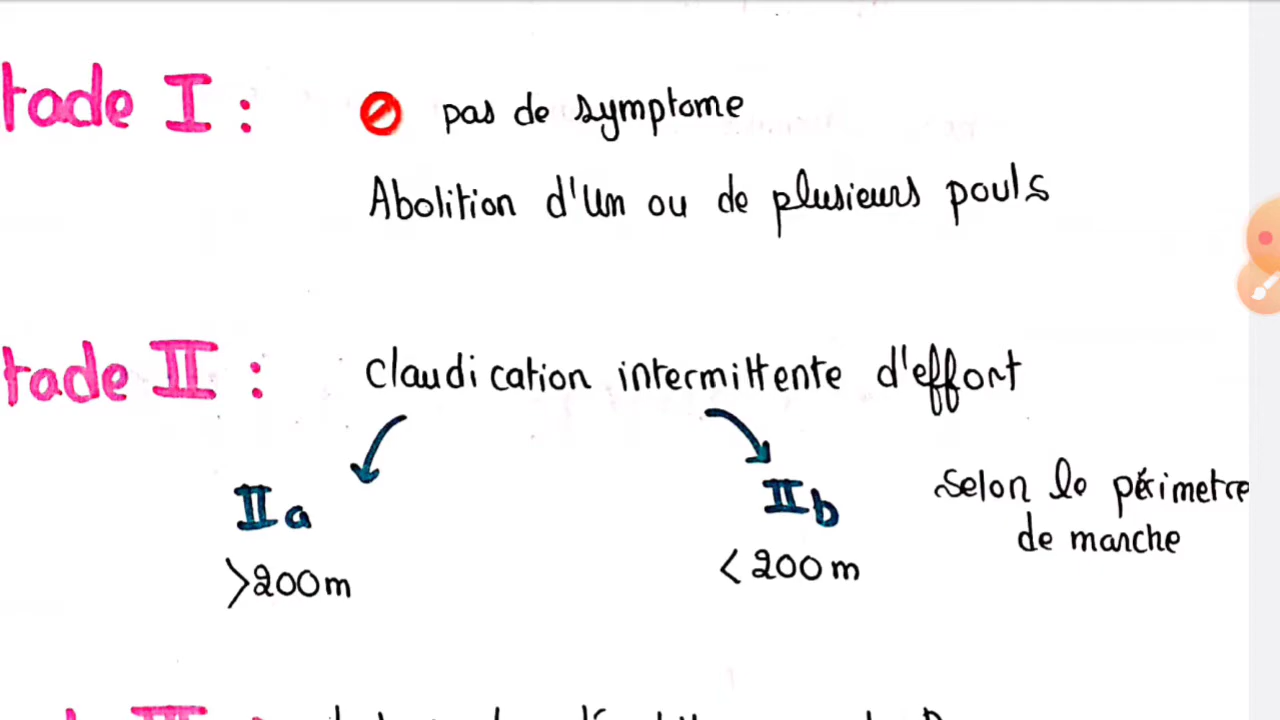 tade I : pas de symptome
Abolition d'un ou de plusieurs pouls
tade II : claudication intermittente d'effort
IIa IIb selon le périmetre
de marche
>200m <200m